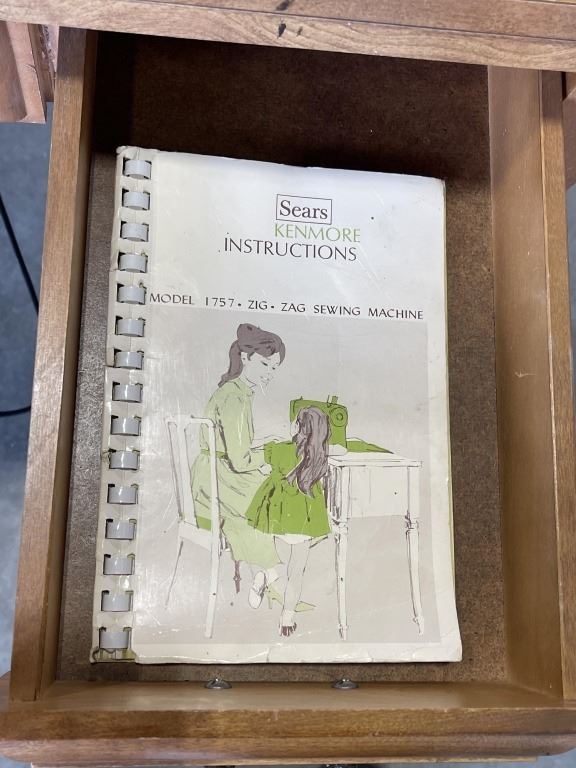 Sears
KENMORE
INSTRUCTIONS
MODEL 1757 • ZIG • ZAG SEWING MACHINE